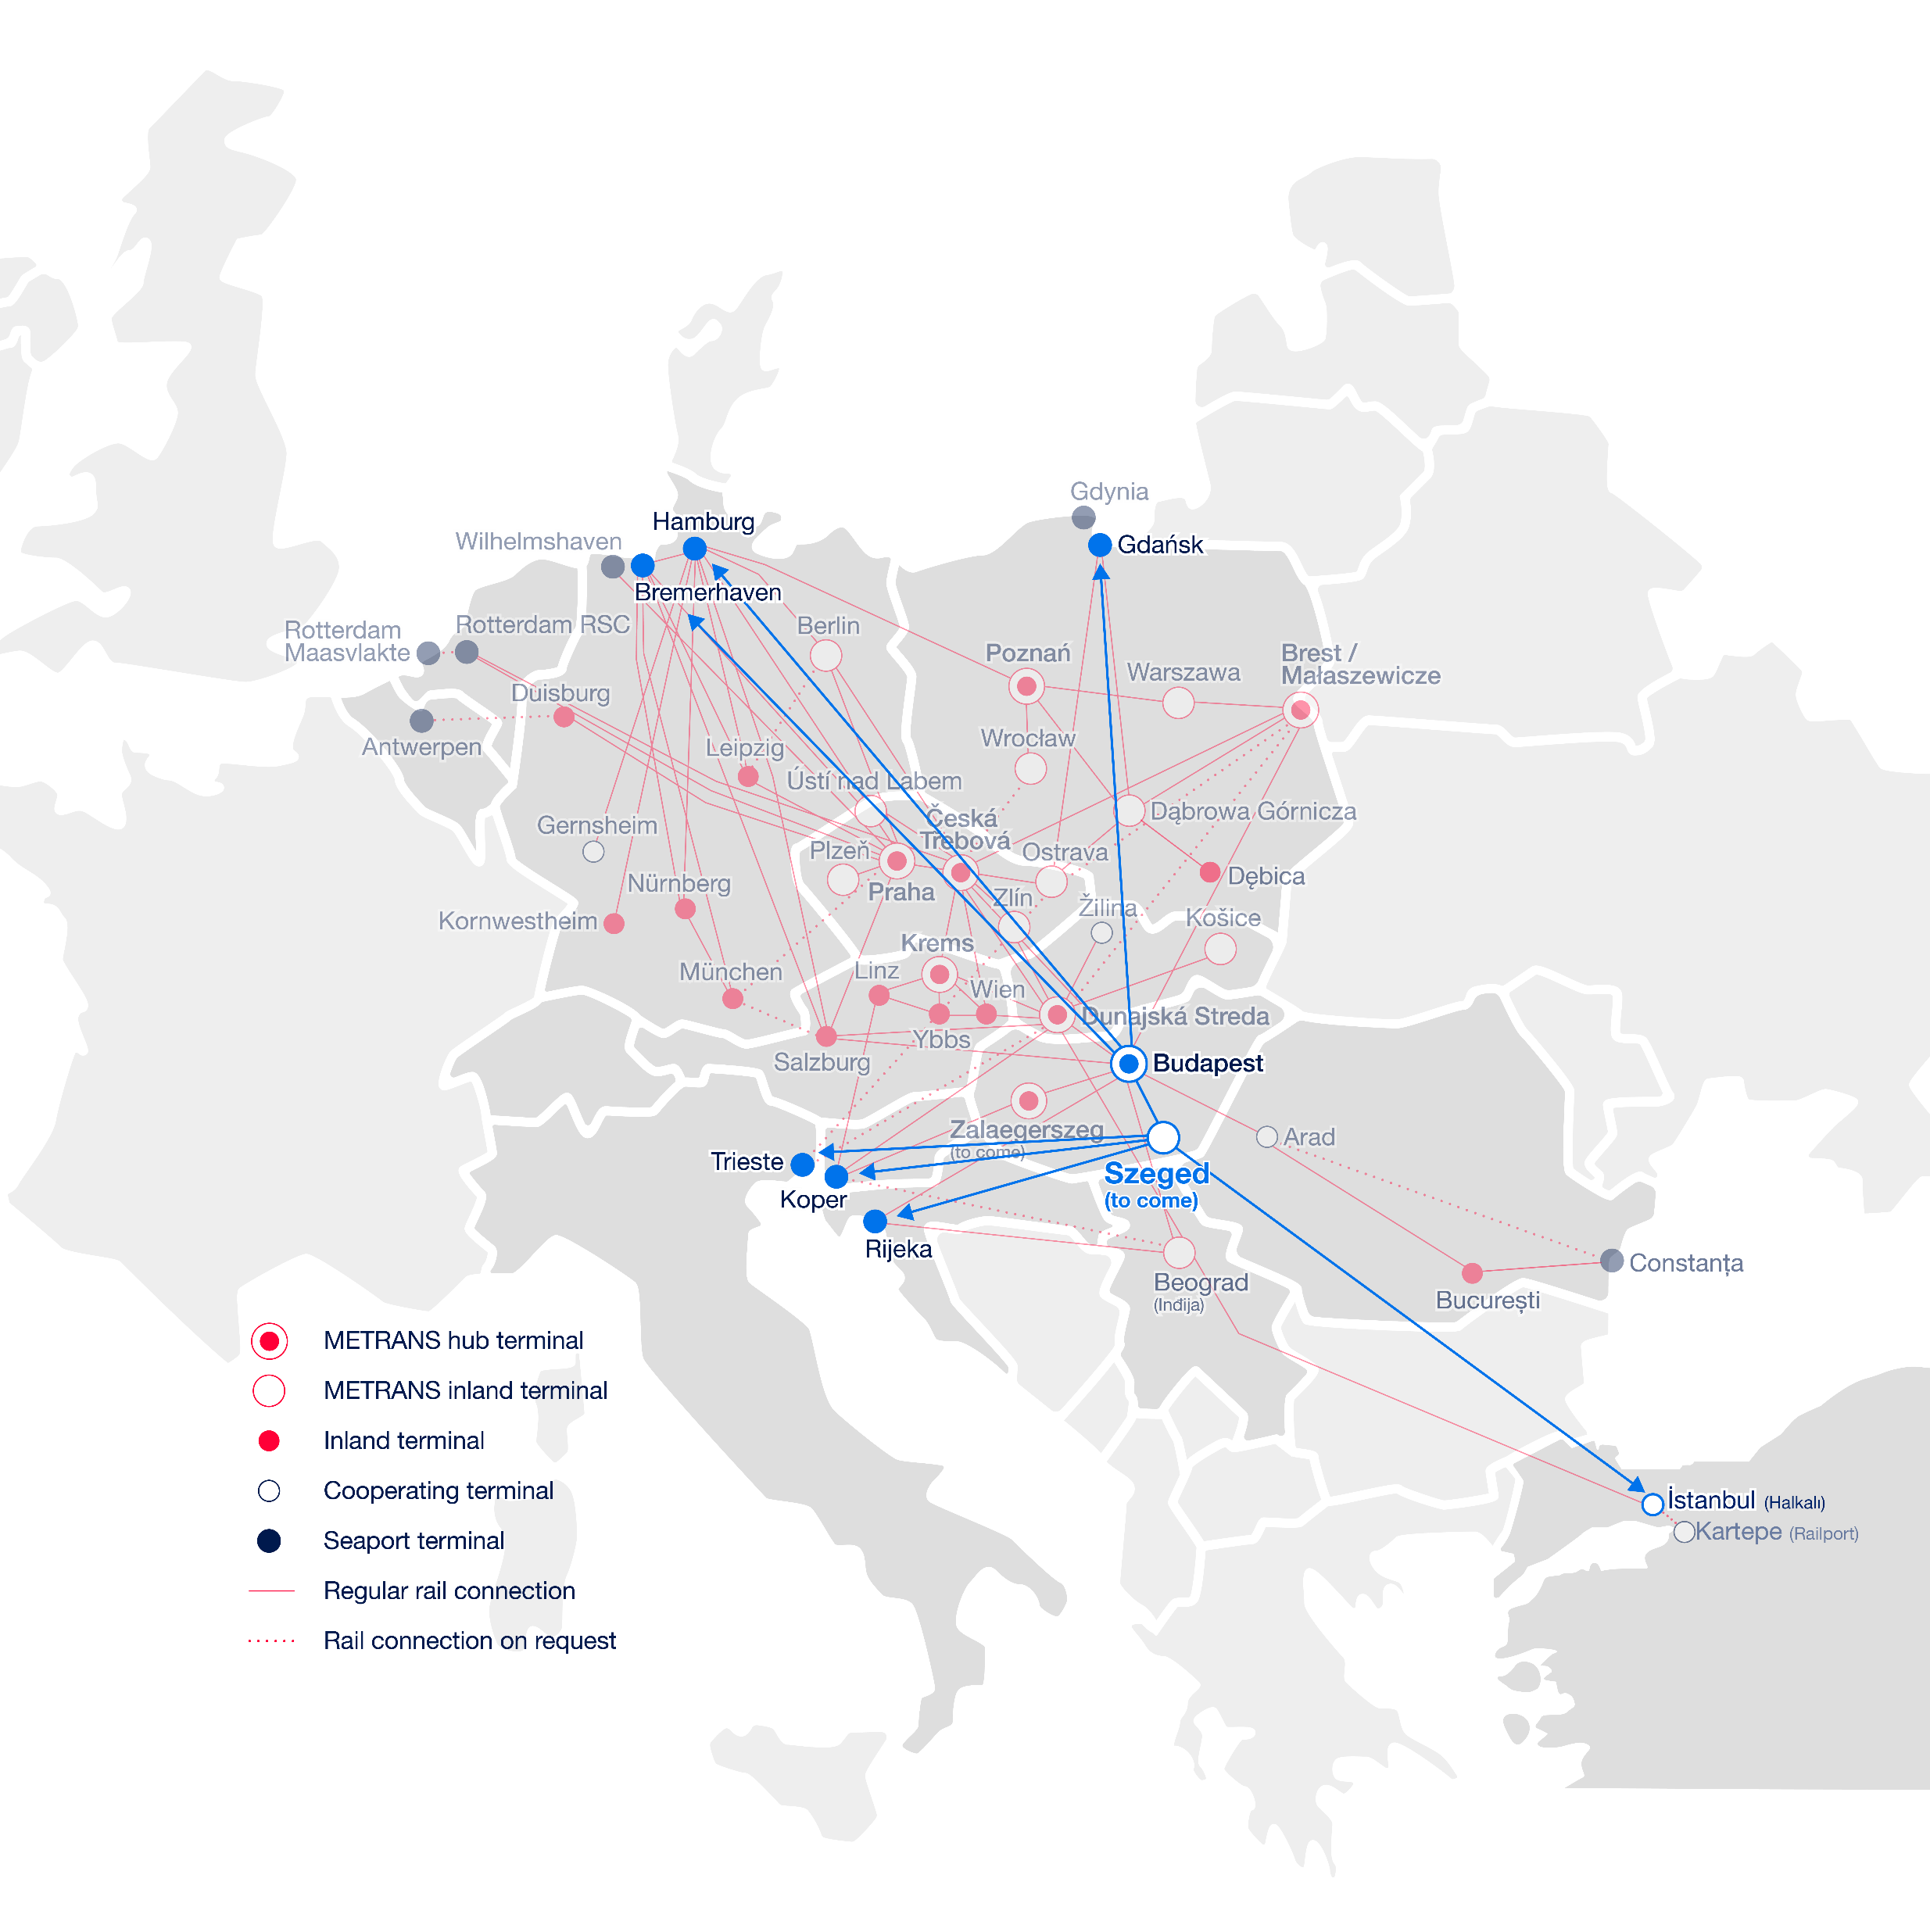 Gdynia
Hamburg
Gdańsk
Wilhelmshaven
Bremerhaven
Rotterdam
Maasvlakte
Rotterdam RSC
Berlin
Poznań
Brest /
Małaszewicze
Warszawa
Duisburg
Antwerpen
Leipzig
Wrocław
Ústí nad Labem
Česká
Třebová
Dąbrowa Górnicza
Gernsheim
Plzeň
Ostrava
Praha
Dębica
Nürnberg
Zlín
Žilina
Košice
Kornwestheim
Krems
München
Linz
Wien
Dunajská Streda
Ybbs
Salzburg
Budapest
Zalaegerszeg
(to come)
Arad
Trieste
Koper
Szeged
(to come)
Rijeka
Beograd
(Inđija)
Constanța
București
METRANS hub terminal
METRANS inland terminal
Inland terminal
Cooperating terminal
Seaport terminal
Regular rail connection
Rail connection on request
İstanbul (Halkalı)
Kartepe (Railport)